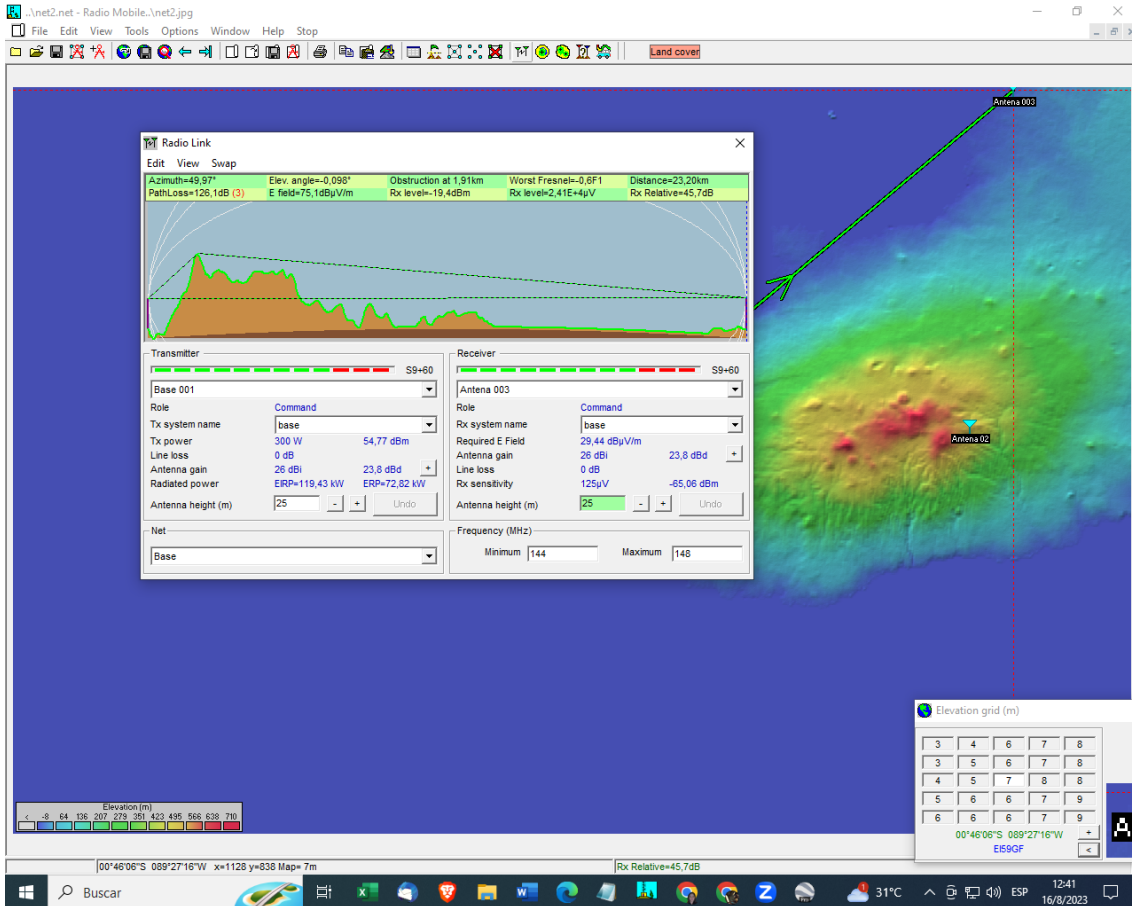 ..\net2.net - Radio Mobile..\net2.jpg
File Edit View Tools Options Window Help Stop
Land cover
Antena 003
Radio Link
Edit View Swap
Azimuth=49,97° Elev. angle=-0,098° Obstruction at 1,91km Worst Fresnel=-0,6F1 Distance=23,20km
PathLoss=126,1dB (3) E field=75,1dBµV/m Rx level=-19,4dBm Rx level=2,41E+4µV Rx Relative=45,7dB
Transmitter
S9+60
Base 001
Role Command
Tx system name base
Tx power 300 W 54,77 dBm
Line loss 0 dB
Antenna gain 26 dBi 23,8 dBd +
Radiated power EIRP=119,43 kW ERP=72,82 kW
Antenna height (m) 25 - + Undo
Net
Base
Receiver
S9+60
Antena 003
Role Command
Rx system name base
Required E Field 29,44 dBµV/m
Antenna gain 26 dBi 23,8 dBd +
Line loss 0 dB
Rx sensitivity 125µV -65,06 dBm
Antenna height (m) 25 - + Undo
Frequency (MHz)
Minimum 144 Maximum 148
Antena 02
Elevation grid (m)
3 4 6 7 8
3 5 6 7 8
4 5 7 8 8
5 6 6 7 9
6 6 6 7 9
00°46'06"S 089°27'16"W +
EI59GF <
A
Elevation (m)
< -8 64 136 207 279 351 423 495 566 638 710
00°46'06"S 089°27'16"W x=1128 y=838 Map= 7m
Rx Relative=45,7dB
Buscar
31°C
ESP
12:41
16/8/2023